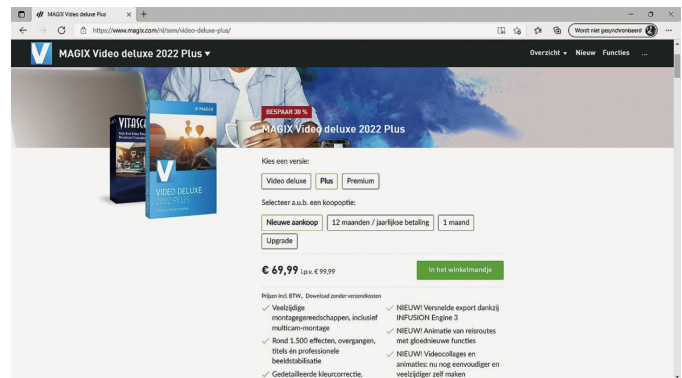 MAGIX Video deluxe Plus
https://www.magix.com/nl/sem/video-deluxe-plus/
Wordt niet gesynchroniseerd
MAGIX Video deluxe 2022 Plus
Overzicht
Nieuw
Functies
...
MAGIX
VITASC
VIDEO DELUXE
2022 PLUS
BESPAAR 30 %
MAGIX Video deluxe 2022 Plus
Kies een versie:
Video deluxe
Plus
Premium
Selecteer a.u.b. een koopoptie:
Nieuwe aankoop
12 maanden / jaarlijkse betaling
1 maand
Upgrade
€ 69,99 i.p.v. € 99,99
In het winkelmandje
Prijzen incl. BTW., Download zonder verzendkosten
Veelzijdige
montagegereedschappen, inclusief
multicam-montage
Rond 1.500 effecten, overgangen,
titels én professionele
beeldstabilisatie
Gedetailleerde kleurcorrectie,
NIEUW! Versnelde export dankzij
INFUSION Engine 3
NIEUW! Animatie van reisroutes
met gloednieuwe functies
NIEUW! Videocollages en
animaties: nu nog eenvoudiger en
veelzijdiger zelf maken